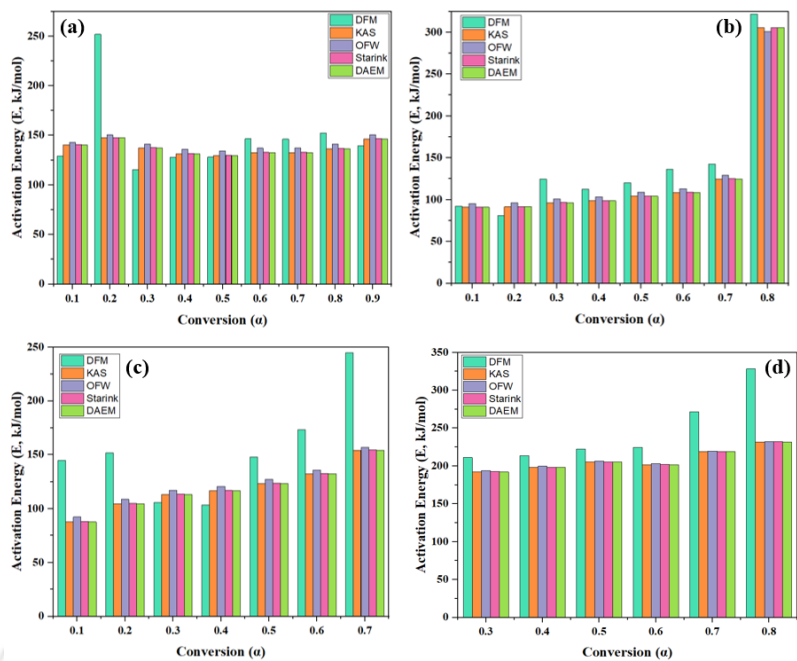 (a)
DFM
KAS
OFW
Starink
DAEM
Activation Energy (E, kJ/mol)
250
200
150
100
50
0
0.1 0.2 0.3 0.4 0.5 0.6 0.7 0.8 0.9
Conversion (α)
(b)
DFM
KAS
OFW
Starink
DAEM
Activation Energy (E, kJ/mol)
300
250
200
150
100
50
0
0.1 0.2 0.3 0.4 0.5 0.6 0.7 0.8
Conversion (α)
(c)
DFM
KAS
OFW
Starink
DAEM
Activation Energy (E, kJ/mol)
250
200
150
100
50
0
0.1 0.2 0.3 0.4 0.5 0.6 0.7
Conversion (α)
(d)
DFM
KAS
OFW
Starink
DAEM
Activation Energy (E, kJ/mol)
350
300
250
200
150
100
50
0
0.3 0.4 0.5 0.6 0.7 0.8
Conversion (α)